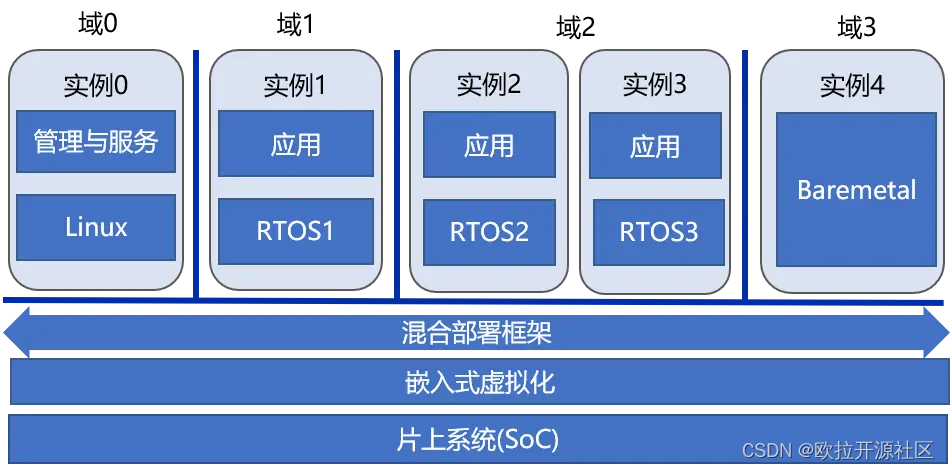 域0
域1
域2
域3
实例0
实例1
实例2
实例3
实例4
管理与服务
应用
应用
应用
Baremetal
Linux
RTOS1
RTOS2
RTOS3
混合部署框架
嵌入式虚拟化
片上系统(SoC)
CSDN @欧拉开源社区